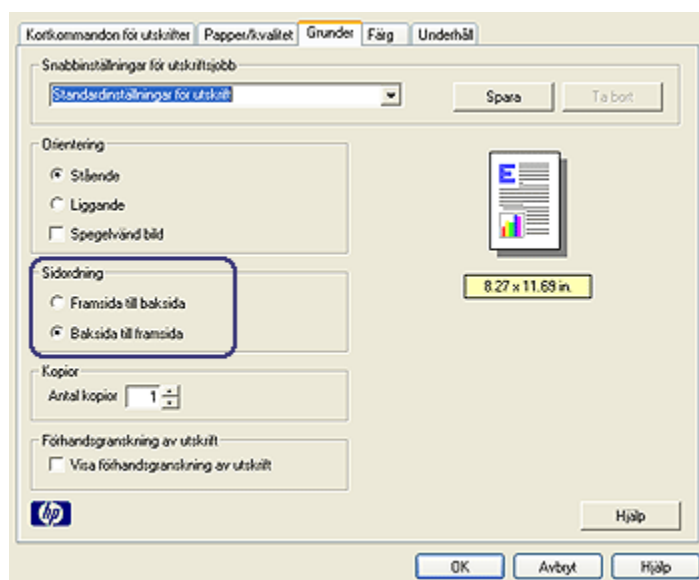 Kortkommandon för utskrifter Papper/kvalitet Grunder Färg Underhåll
Snabbinställningar för utskriftsjobb
Standardinställningar för utskrift
Spara
Ta bort
Orientering
Stående
Liggande
Spegelvänd bild
E
8.27 x 11.69 in.
Sidordning
Framsida till baksida
Baksida till framsida
Kopior
Antal kopior 1
Förhandsgranskning av utskrift
Visa förhandsgranskning av utskrift
hp
Hjälp
OK Avbryt Hjälp